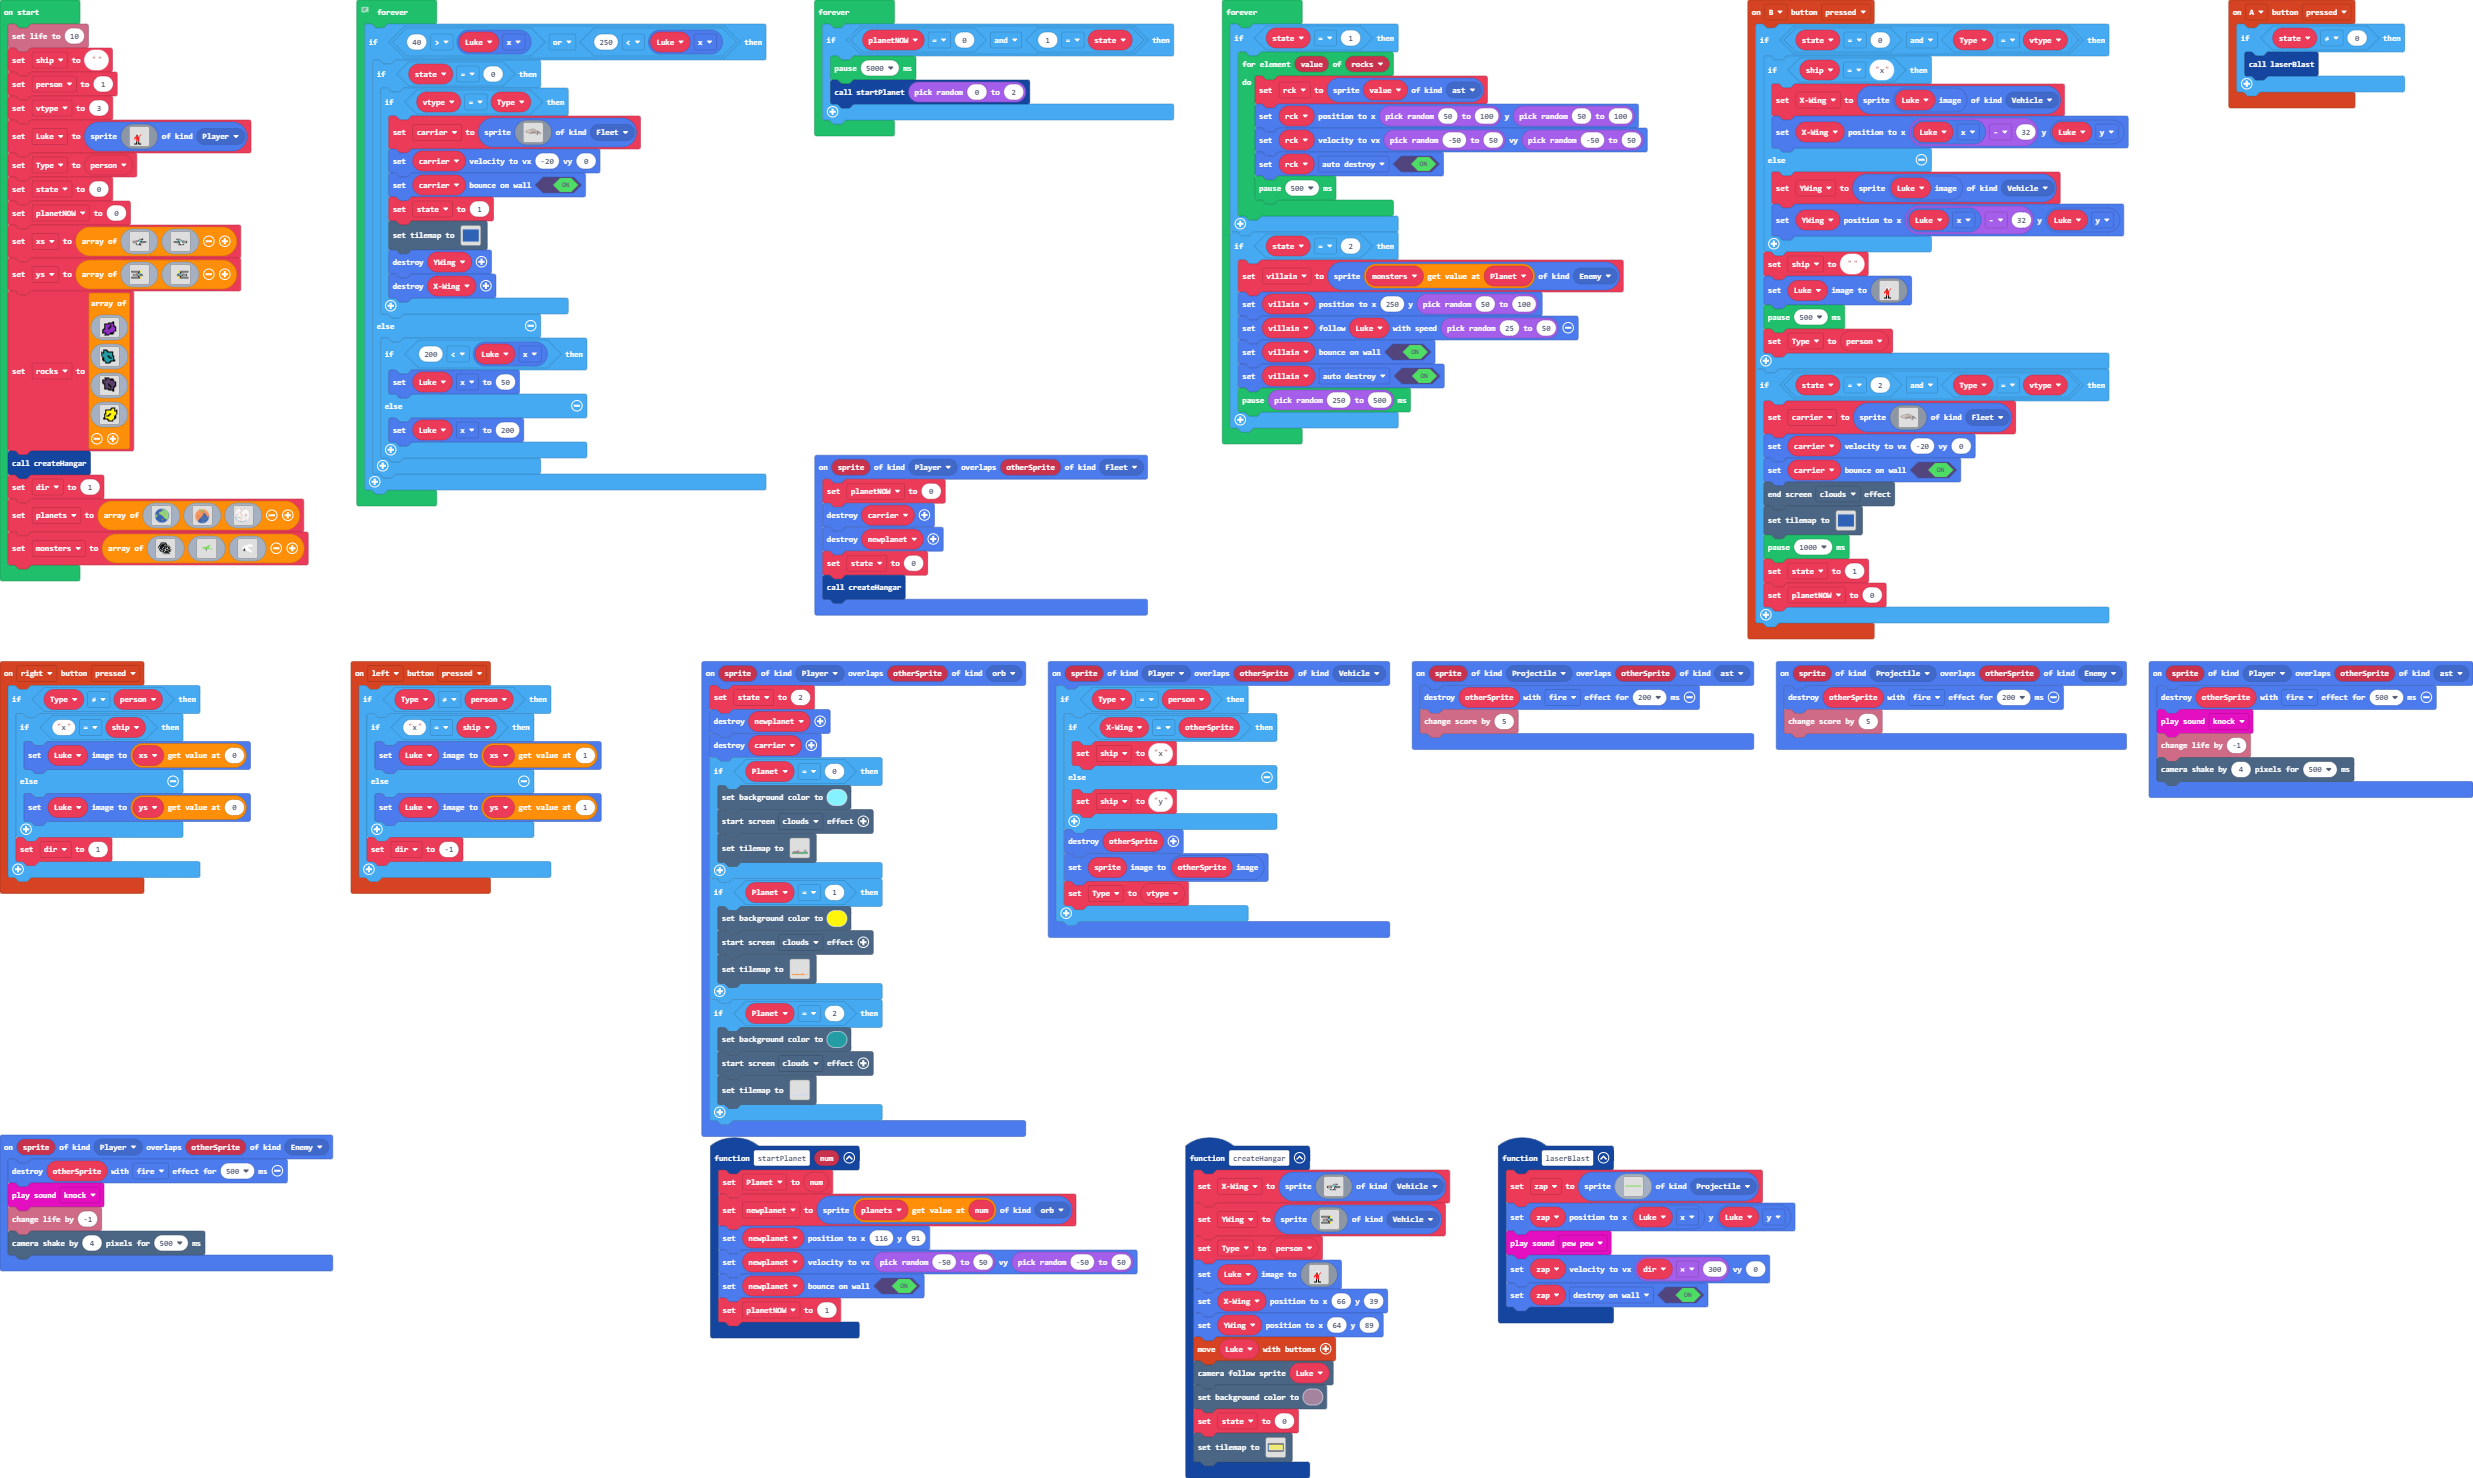 on start
set life to 10
set ship to " "
set person to 1
set vtype to 3
set Luke to sprite of kind Player
set Type to person
set state to 0
set planetNOW to 0
set xs to array of
set ys to array of
array of
set rocks to
call createHangar
set dir to 1
set planets to array of
set monsters to array of
forever
if 40 > Luke x or 250 < Luke x then
if state = 0 then
if vtype = Type then
set carrier to sprite of kind Fleet
set carrier velocity to vx -20 vy 0
set carrier bounce on wall ON
set state to 1
set tilemap to
destroy YWing
destroy X-Wing
else
if 200 < Luke x then
set Luke x to 50
else
set Luke x to 200
forever
if planetNOW = 0 and 1 = state then
pause 5000 ms
call startPlanet pick random 0 to 2
on sprite of kind Player overlaps otherSprite of kind Fleet
set planetNOW to 0
destroy carrier
destroy newplanet
set state to 0
call createHangar
forever
if state = 1 then
for element value of rocks
do
set rck to sprite value of kind ast
set rck position to x pick random 50 to 100 y pick random 50 to 100
set rck velocity to vx pick random -50 to 50 vy pick random -50 to 50
set rck auto destroy ON
pause 500 ms
if state = 2 then
set villain to sprite monsters get value at Planet of kind Enemy
set villain position to x 250 y pick random 50 to 100
set villain follow Luke with speed pick random 25 to 50
set villain bounce on wall ON
set villain auto destroy ON
pause pick random 250 to 500 ms
on B button pressed
if state = 0 and Type = vtype then
if ship = "x" then
set X-Wing to sprite Luke image of kind Vehicle
set X-Wing position to x Luke x - 32 y Luke y
else
set YWing to sprite Luke image of kind Vehicle
set YWing position to x Luke x - 32 y Luke y
set ship to " "
set Luke image to
pause 500 ms
set Type to person
if state = 2 and Type = vtype then
set carrier to sprite of kind Fleet
set carrier velocity to vx -20 vy 0
set carrier bounce on wall ON
end screen clouds effect
set tilemap to
pause 1000 ms
set state to 1
set planetNOW to 0
on A button pressed
if state ≠ 0 then
call laserBlast
on right button pressed
if Type ≠ person then
if "x" = ship then
set Luke image to xs get value at 0
else
set Luke image to ys get value at 0
set dir to 1
on left button pressed
if Type ≠ person then
if "x" = ship then
set Luke image to xs get value at 1
else
set Luke image to ys get value at 1
set dir to -1
on sprite of kind Player overlaps otherSprite of kind orb
set state to 2
destroy newplanet
destroy carrier
if Planet = 0 then
set background color to
start screen clouds effect
set tilemap to
if Planet = 1 then
set background color to
start screen clouds effect
set tilemap to
if Planet = 2 then
set background color to
start screen clouds effect
set tilemap to
on sprite of kind Player overlaps otherSprite of kind Vehicle
if Type = person then
if X-Wing = otherSprite then
set ship to "x"
else
set ship to "y"
destroy otherSprite
set sprite image to otherSprite image
set Type to vtype
on sprite of kind Projectile overlaps otherSprite of kind ast
destroy otherSprite with fire effect for 200 ms
change score by 5
on sprite of kind Projectile overlaps otherSprite of kind Enemy
destroy otherSprite with fire effect for 200 ms
change score by 5
on sprite of kind Player overlaps otherSprite of kind ast
destroy otherSprite with fire effect for 500 ms
play sound knock
change life by -1
camera shake by 4 pixels for 500 ms
on sprite of kind Player overlaps otherSprite of kind Enemy
destroy otherSprite with fire effect for 500 ms
play sound knock
change life by -1
camera shake by 4 pixels for 500 ms
function startPlanet num
set Planet to num
set newplanet to sprite planets get value at num of kind orb
set newplanet position to x 116 y 91
set newplanet velocity to vx pick random -50 to 50 vy pick random -50 to 50
set newplanet bounce on wall ON
set planetNOW to 1
function createHangar
set X-Wing to sprite of kind Vehicle
set YWing to sprite of kind Vehicle
set Type to person
set Luke image to
set X-Wing position to x 66 y 39
set YWing position to x 64 y 89
move Luke with buttons
camera follow sprite Luke
set background color to
set state to 0
set tilemap to
function laserBlast
set zap to sprite of kind Projectile
set zap position to x Luke x y Luke y
play sound pew pew
set zap velocity to vx dir × 300 vy 0
set zap destroy on wall ON